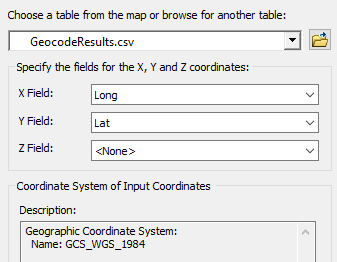 Choose a table from the map or browse for another table:
GeocodeResults.csv
Specify the fields for the X, Y and Z coordinates:
X Field: Long
Y Field: Lat
Z Field: <None>
Coordinate System of Input Coordinates
Description:
Geographic Coordinate System:
Name: GCS_WGS_1984